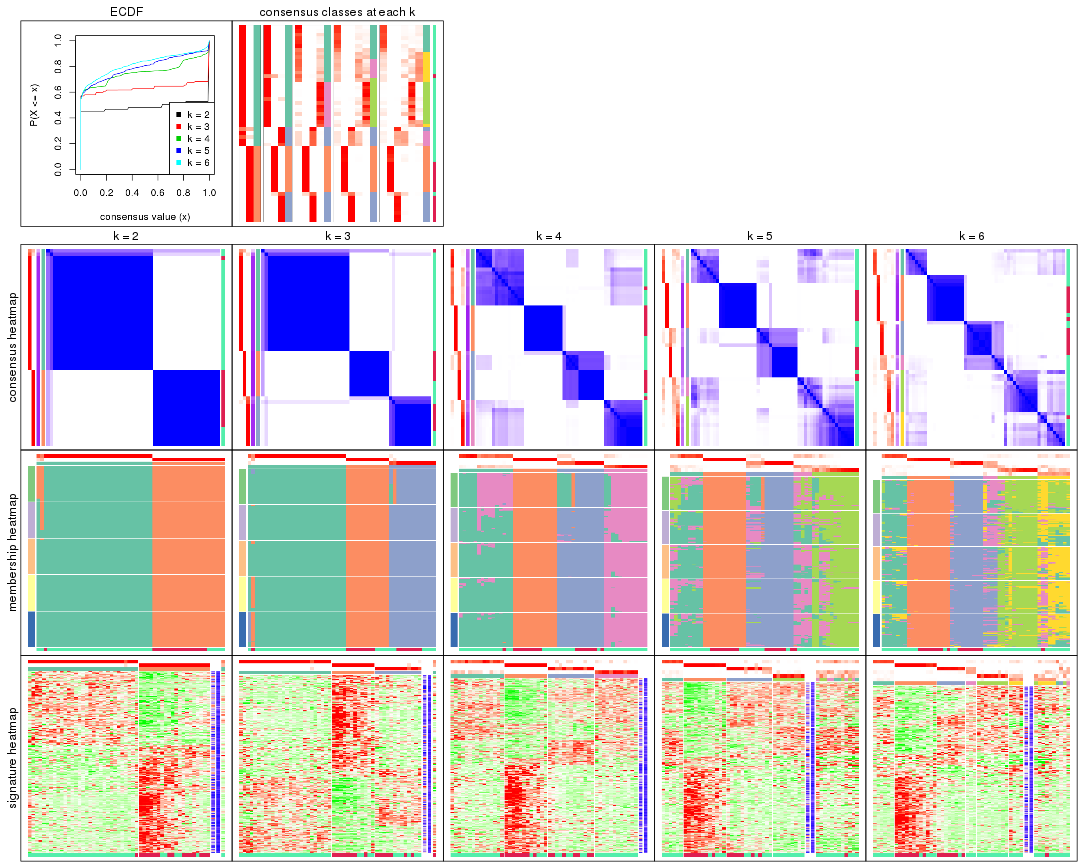 ECDF
consensus classes at each k
P(X <= x)
0.0
0.2
0.4
0.6
0.8
1.0
k = 2
k = 3
k = 4
k = 5
k = 6
0.0 0.2 0.4 0.6 0.8 1.0
consensus value (x)
k = 2
k = 3
k = 4
k = 5
k = 6
consensus heatmap
membership heatmap
signature heatmap